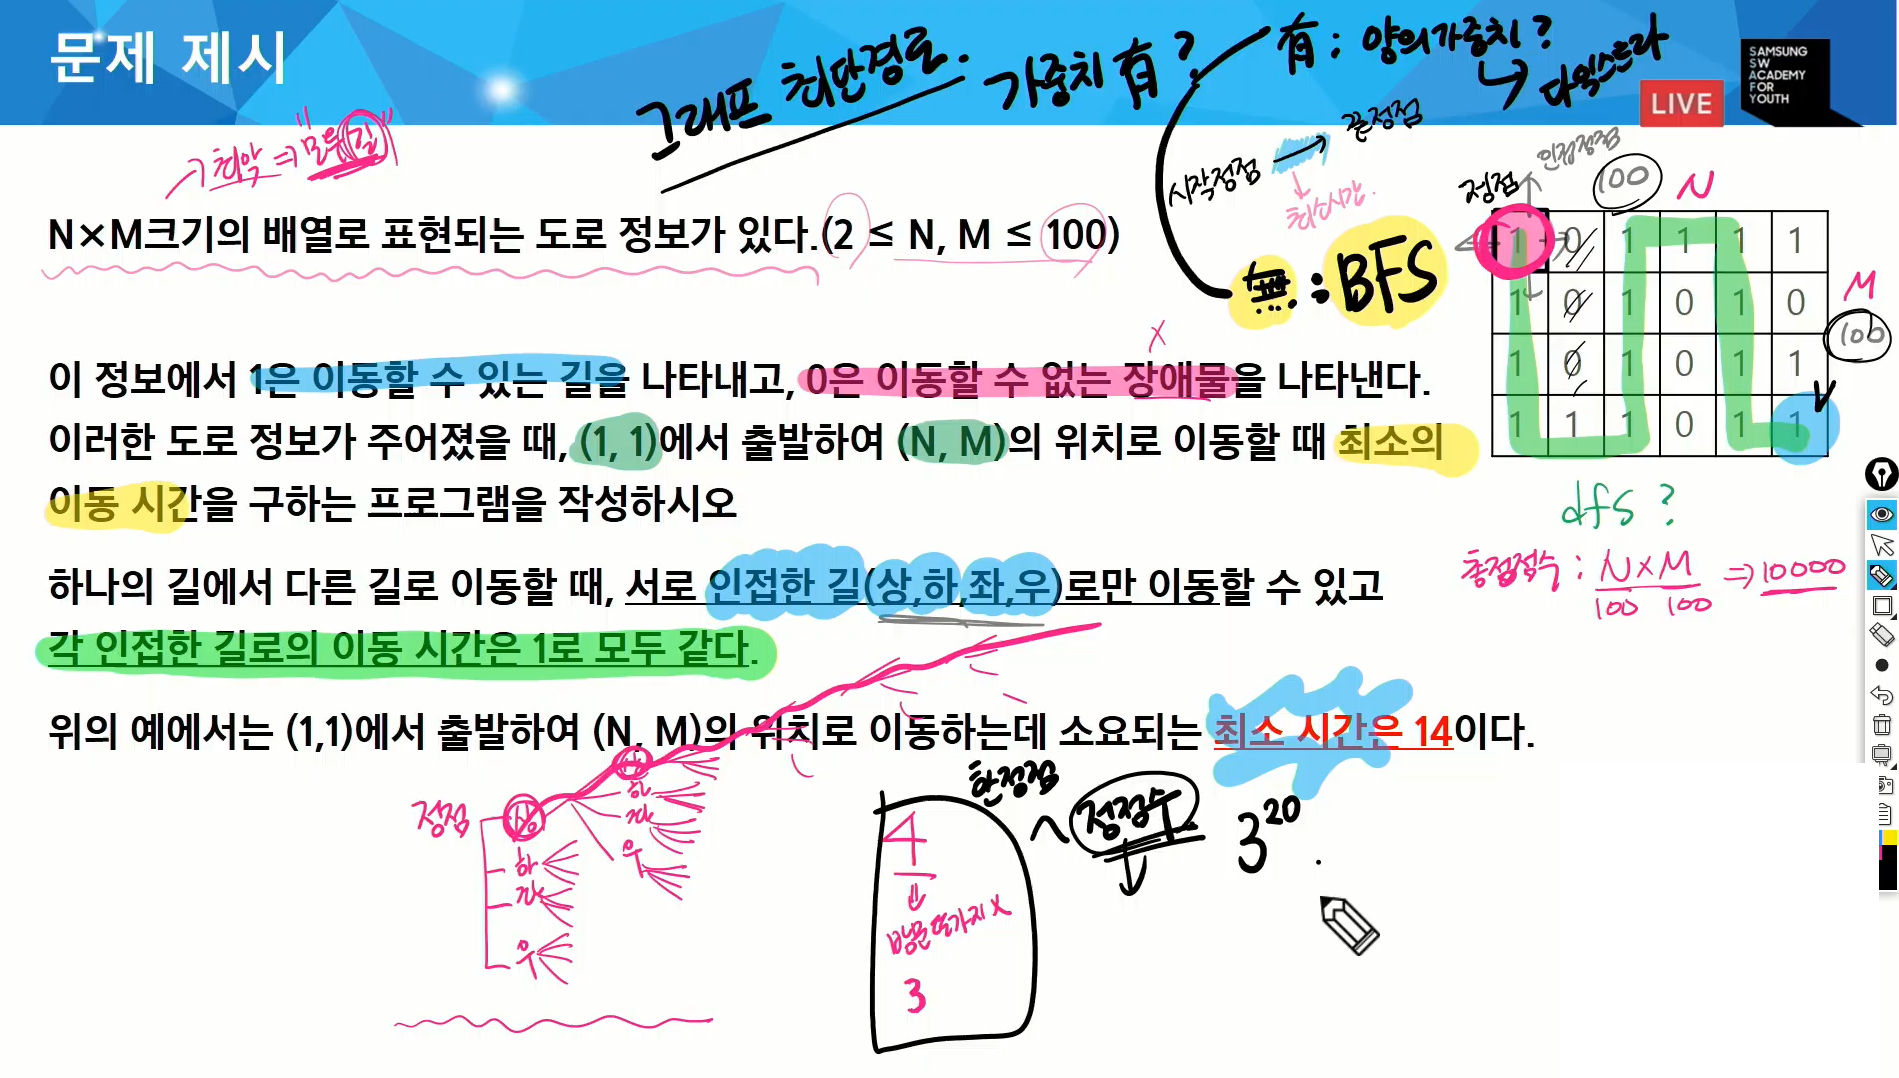 문제 제시
그래프 최단경로.
가중치 有?
有: 양의가중치?
↳ 다익스트라
LIVE
SAMSUNG
SW
ACADEMY
FOR
YOUTH
→ 최악 ⇒ "모두 길"
시작정점 → 끝정점
최소시간.
無: BFS
정점
인접정점
100
N
N×M크기의 배열로 표현되는 도로 정보가 있다.(2 ≤ N, M ≤ 100)
1 0 1 1 1 1
1 0 1 0 1 0
1 0 1 0 1 1
1 1 1 0 1 1
M
100
x
이 정보에서 1은 이동할 수 있는 길을 나타내고, 0은 이동할 수 없는 장애물을 나타낸다.
이러한 도로 정보가 주어졌을 때, (1, 1)에서 출발하여 (N, M)의 위치로 이동할 때 최소의
이동 시간을 구하는 프로그램을 작성하시오
dfs ?
총정점수 : N×M ⇒ 10000
100 100
하나의 길에서 다른 길로 이동할 때, 서로 인접한 길(상,하,좌,우)로만 이동할 수 있고
각 인접한 길로의 이동 시간은 1로 모두 같다.
위의 예에서는 (1,1)에서 출발하여 (N, M)의 위치로 이동하는데 소요되는 최소 시간은 14이다.
정점
상
하
좌
우
상
하
좌
우
한정점
4
⇓
방문또가지 x
3
^ 정점수
3²⁰